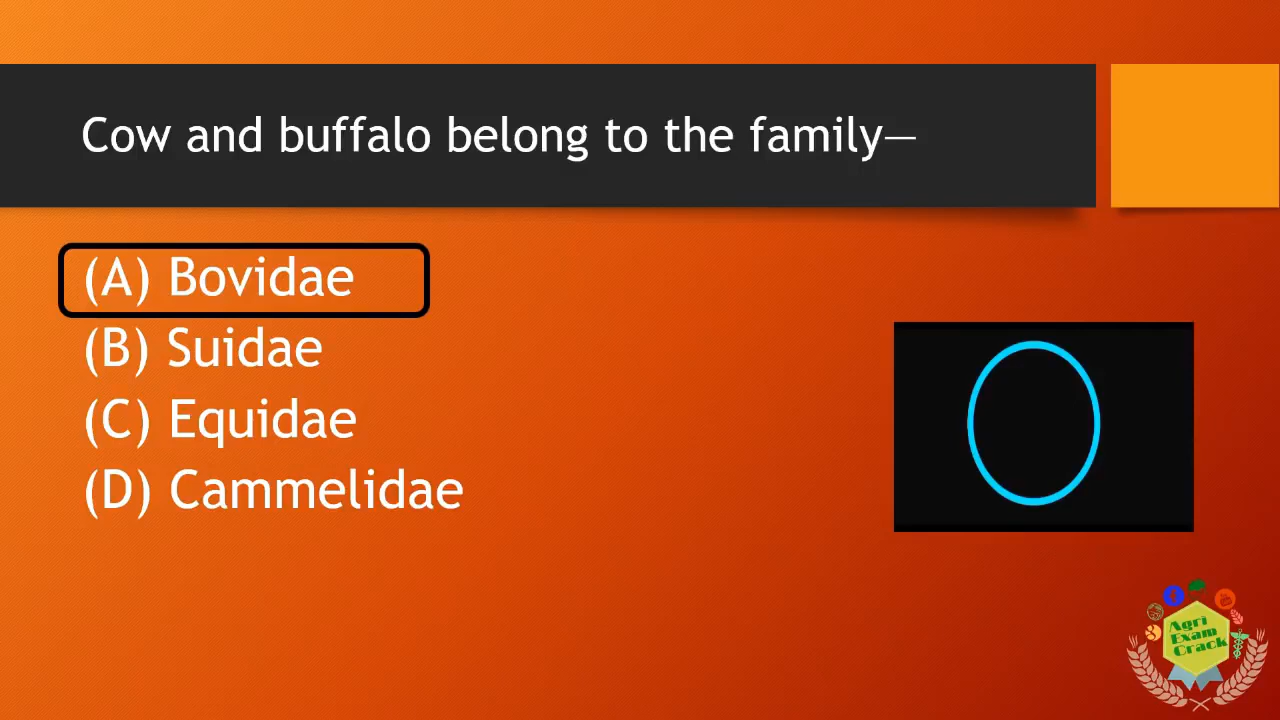 Cow and buffalo belong to the family—
(A) Bovidae
(B) Suidae
(C) Equidae
(D) Cammelidae
Agri
Exam
Crack